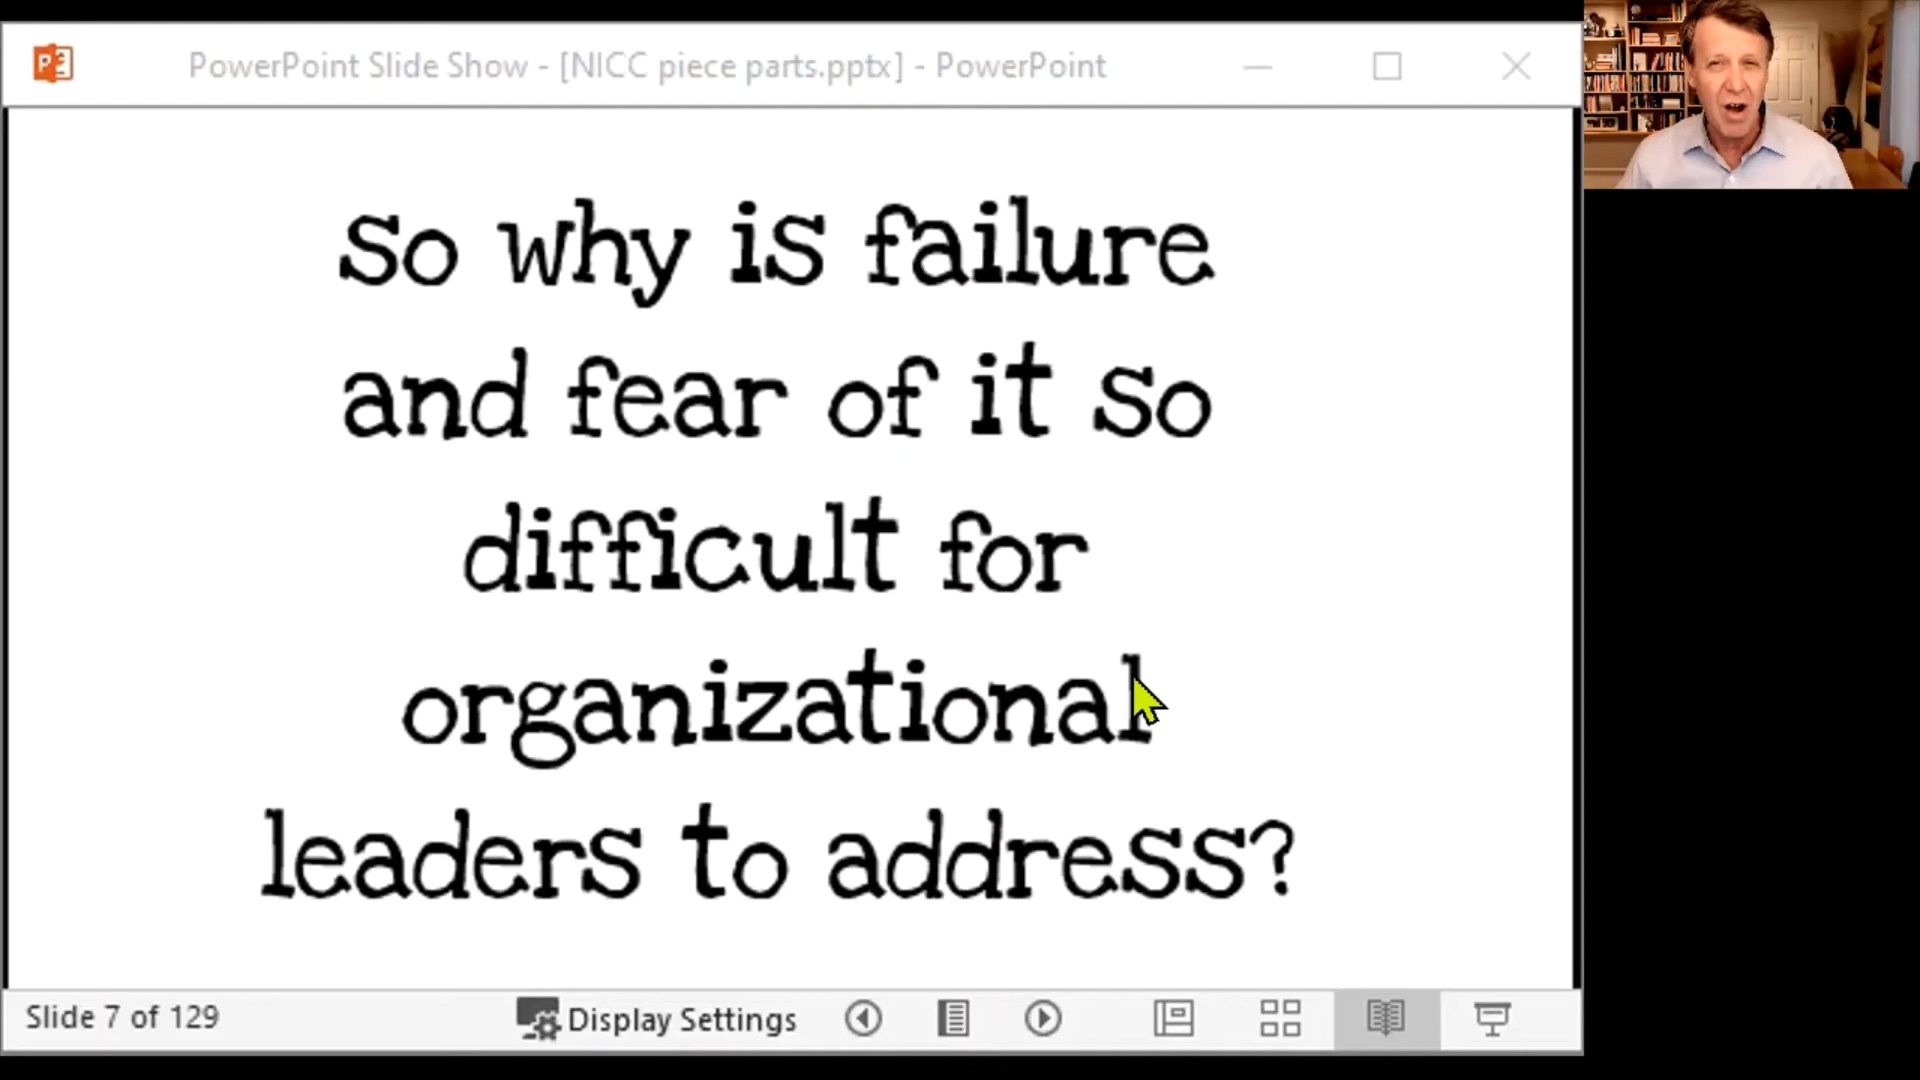 PowerPoint Slide Show - [NICC piece parts.pptx] - PowerPoint
so why is failure
and fear of it so
difficult for
organizational
leaders to address?
Slide 7 of 129
Display Settings